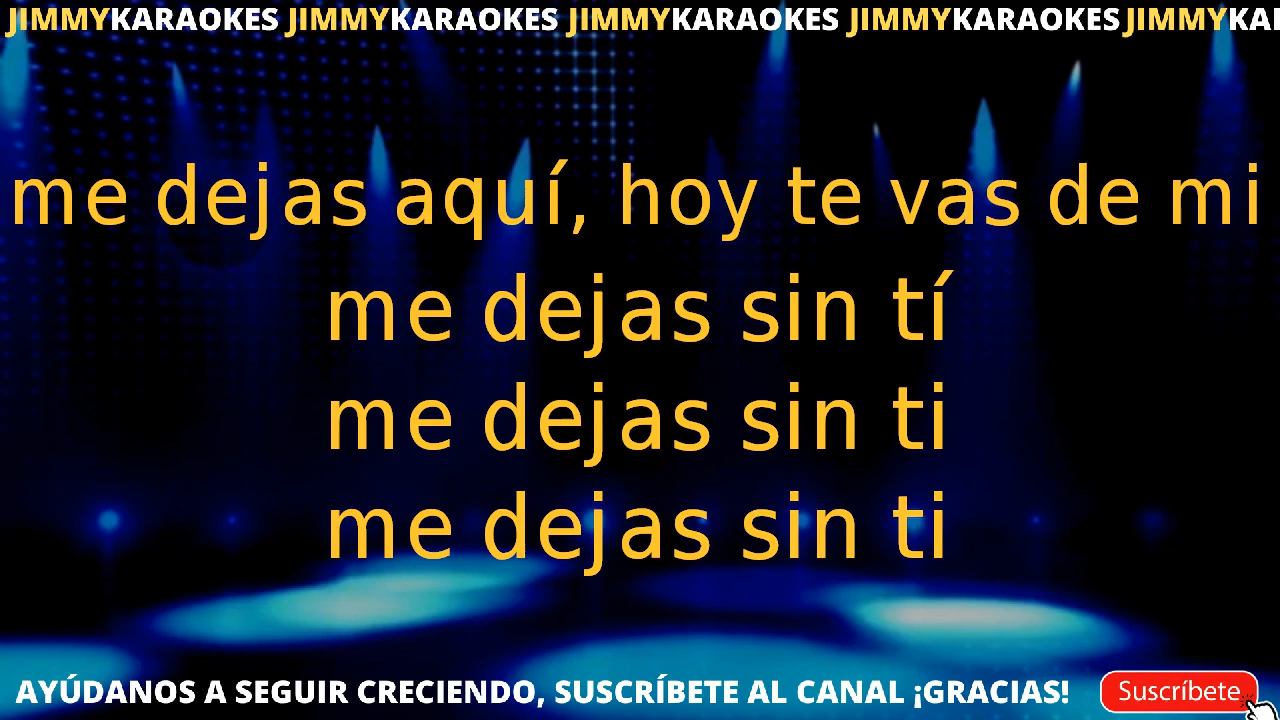 JIMMYKARAOKES JIMMYKARAOKES JIMMYKARAOKES JIMMYKARAOKES JIMMYKA
me dejas aquí, hoy te vas de mi
me dejas sin tí
me dejas sin ti
me dejas sin ti
AYÚDANOS A SEGUIR CRECIENDO, SUSCRÍBETE AL CANAL ¡GRACIAS! Suscríbete